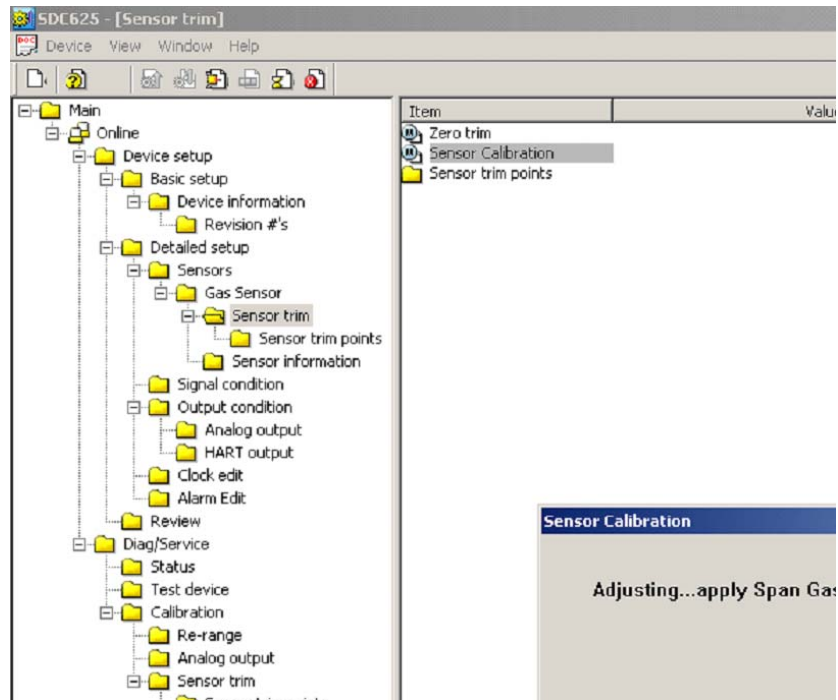 SDC625 - [Sensor trim]
Device View Window Help
Main
Online
Device setup
Basic setup
Device information
Revision #'s
Detailed setup
Sensors
Gas Sensor
Sensor trim
Sensor trim points
Sensor information
Signal condition
Output condition
Analog output
HART output
Clock edit
Alarm Edit
Review
Diag/Service
Status
Test device
Calibration
Re-range
Analog output
Sensor trim
Item Value
Zero trim
Sensor Calibration
Sensor trim points
Sensor Calibration
Adjusting...apply Span Gas